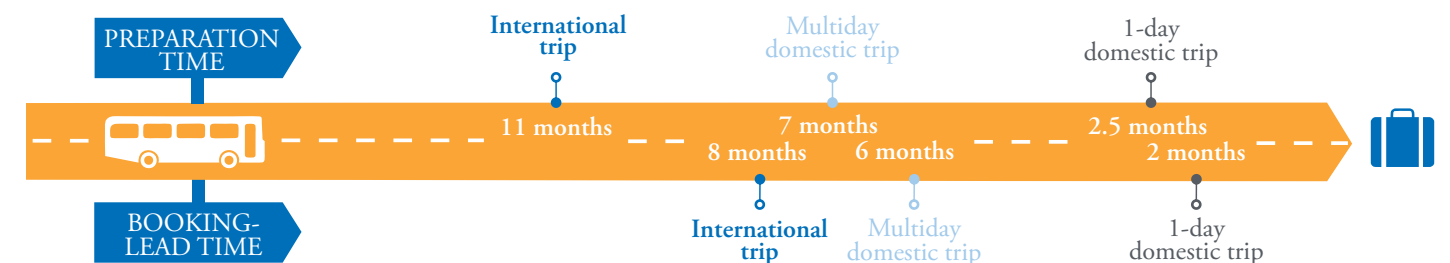 PREPARATION
TIME
International
trip
Multiday
domestic trip
1-day
domestic trip
11 months
7 months
2.5 months
8 months
6 months
2 months
BOOKING-
LEAD TIME
International
trip
Multiday
domestic trip
1-day
domestic trip